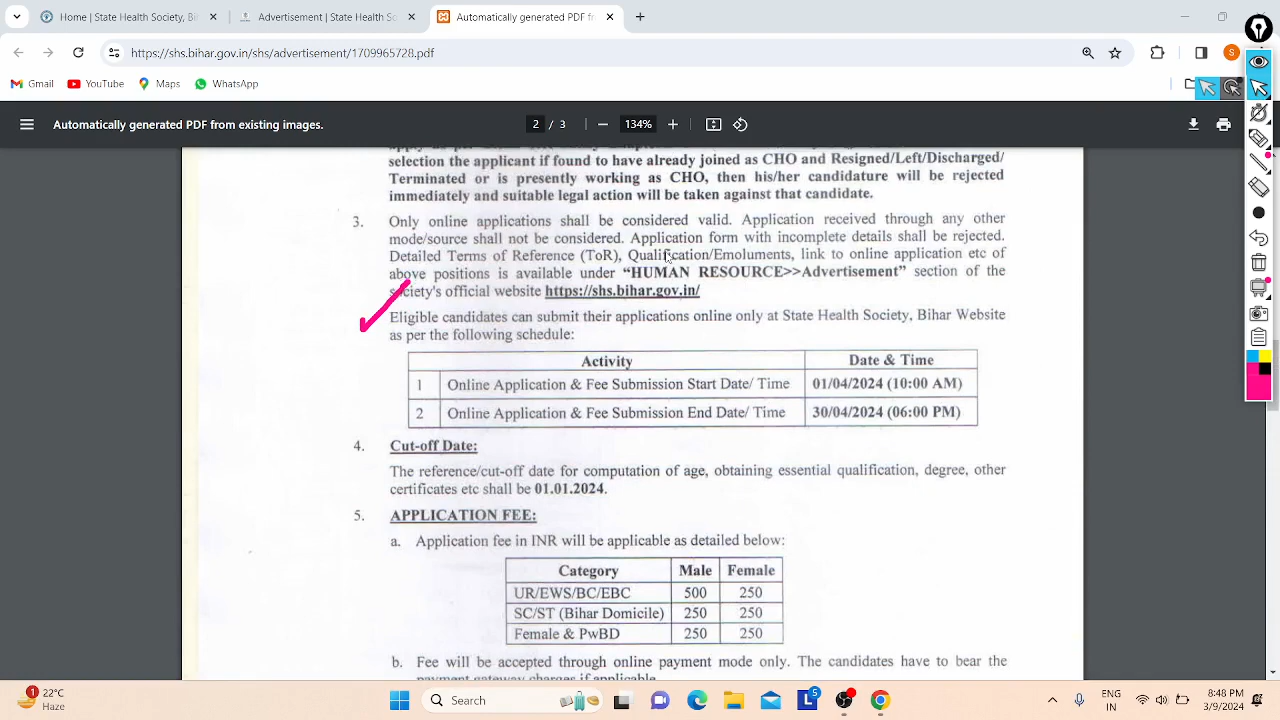 Home | State Health Society, Bi
Advertisement | State Health So
Automatically generated PDF fr
https://shs.bihar.gov.in/shs/advertisement/1709965728.pdf
S
Gmail
YouTube
Maps
WhatsApp
Automatically generated PDF from existing images.
2 / 3
134%
selection the applicant if found to have already joined as CHO and Resigned/Left/Discharged/
Terminated or is presently working as CHO, then his/her candidature will be rejected
immediately and suitable legal action will be taken against that candidate.
3. Only online applications shall be considered valid. Application received through any other
mode/source shall not be considered. Application form with incomplete details shall be rejected.
Detailed Terms of Reference (ToR), Qualification/Emoluments, link to online application etc of
above positions is available under “HUMAN RESOURCE>>Advertisement” section of the
society's official website https://shs.bihar.gov.in/
Eligible candidates can submit their applications online only at State Health Society, Bihar Website
as per the following schedule:
Activity Date & Time
1 Online Application & Fee Submission Start Date/ Time 01/04/2024 (10:00 AM)
2 Online Application & Fee Submission End Date/ Time 30/04/2024 (06:00 PM)
4. Cut-off Date:
The reference/cut-off date for computation of age, obtaining essential qualification, degree, other
certificates etc shall be 01.01.2024.
5. APPLICATION FEE:
a. Application fee in INR will be applicable as detailed below:
Category Male Female
UR/EWS/BC/EBC 500 250
SC/ST (Bihar Domicile) 250 250
Female & PwBD 250 250
b. Fee will be accepted through online payment mode only. The candidates have to bear the
payment gateway charges if applicable.
1
22°C
Haze
Search
L
5
ENG
IN
8:48 PM
3/9/2024